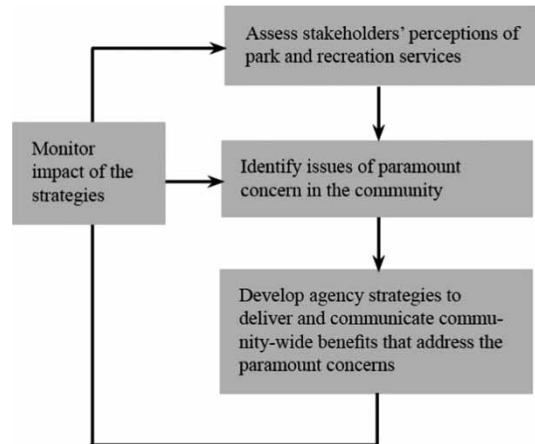 Assess stakeholders' perceptions of
park and recreation services
Monitor
impact of the
strategies
Identify issues of paramount
concern in the community
Develop agency strategies to
deliver and communicate commu-
nity-wide benefits that address the
paramount concerns